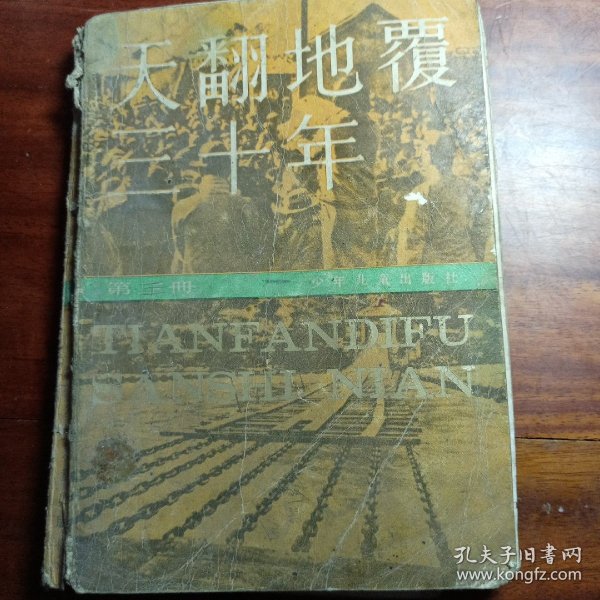 天翻地覆
三十年
第三册 少年儿童出版社
TIANFANDIFU
SANSHI NIAN
孔夫子旧书网
www.kongfz.com